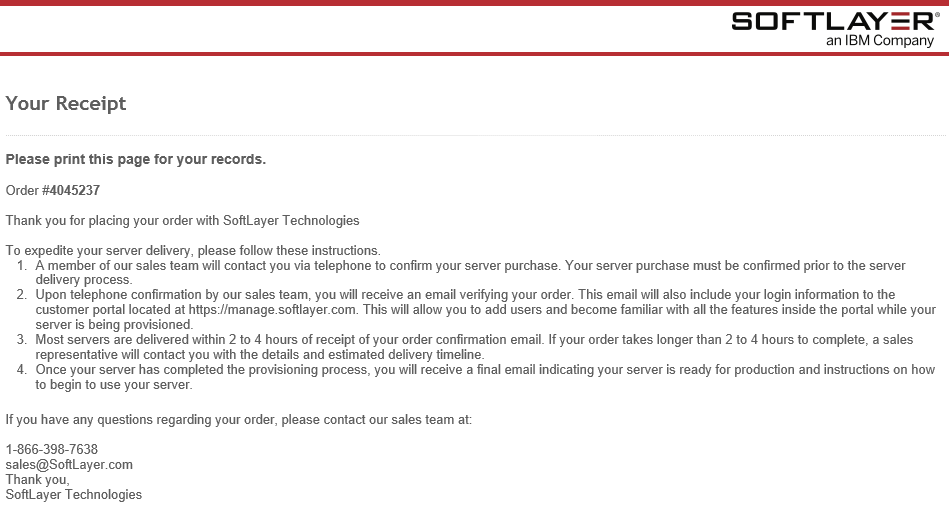 SOFTLAYER®
an IBM Company
Your Receipt
Please print this page for your records.
Order #4045237
Thank you for placing your order with SoftLayer Technologies
To expedite your server delivery, please follow these instructions.
1. A member of our sales team will contact you via telephone to confirm your server purchase. Your server purchase must be confirmed prior to the server
delivery process.
2. Upon telephone confirmation by our sales team, you will receive an email verifying your order. This email will also include your login information to the
customer portal located at https://manage.softlayer.com. This will allow you to add users and become familiar with all the features inside the portal while your
server is being provisioned.
3. Most servers are delivered within 2 to 4 hours of receipt of your order confirmation email. If your order takes longer than 2 to 4 hours to complete, a sales
representative will contact you with the details and estimated delivery timeline.
4. Once your server has completed the provisioning process, you will receive a final email indicating your server is ready for production and instructions on how
to begin to use your server.
If you have any questions regarding your order, please contact our sales team at:
1-866-398-7638
sales@SoftLayer.com
Thank you,
SoftLayer Technologies